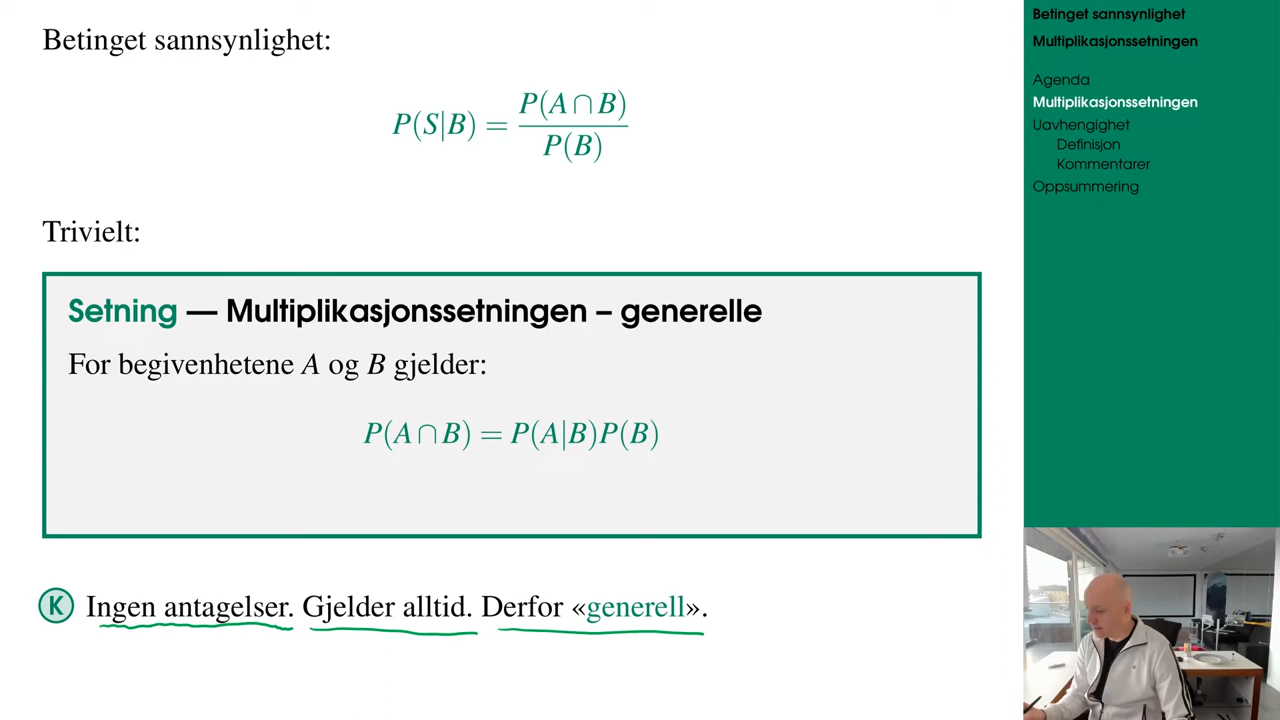 Betinget sannsynlighet:
P(S|B) = P(A ∩ B) / P(B)
Trivielt:
Setning — Multiplikasjonssetningen – generelle
For begivenhetene A og B gjelder:
P(A ∩ B) = P(A|B)P(B)
K Ingen antagelser. Gjelder alltid. Derfor «generell».
Betinget sannsynlighet
Multiplikasjonssetningen
Agenda
Multiplikasjonssetningen
Uavhengighet
Definisjon
Kommentarer
Oppsummering